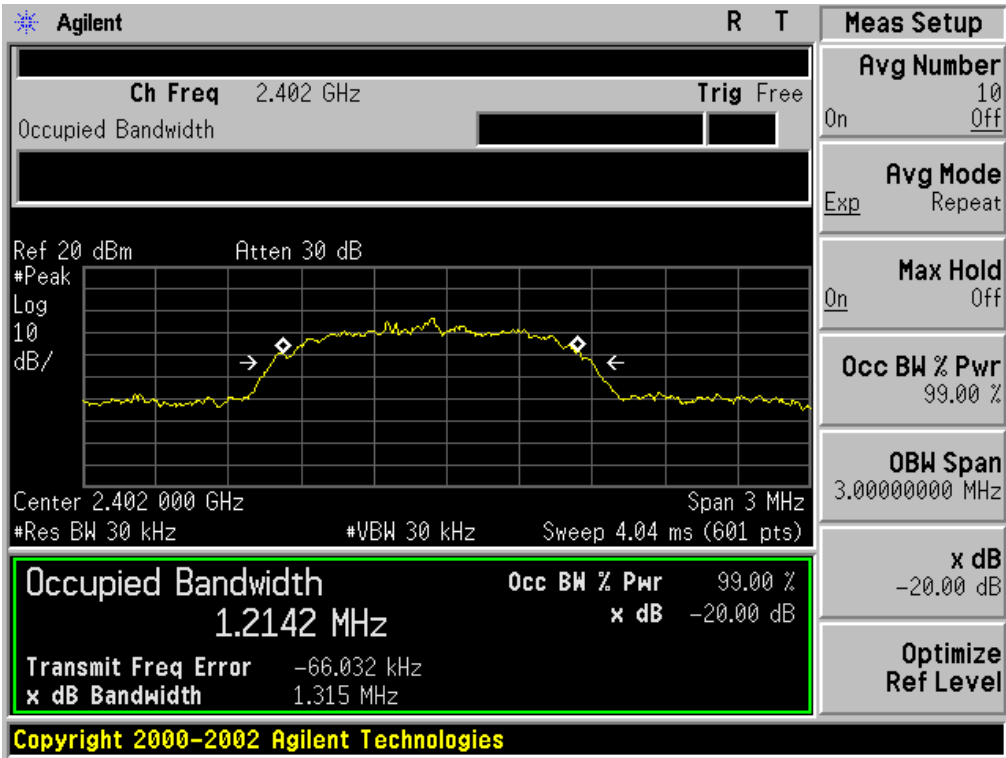 Agilent R T
Ch Freq 2.402 GHz Trig Free
Occupied Bandwidth
Ref 20 dBm Atten 30 dB
#Peak
Log
10
dB/
Center 2.402 000 GHz Span 3 MHz
#Res BW 30 kHz #VBW 30 kHz Sweep 4.04 ms (601 pts)
Occupied Bandwidth Occ BW % Pwr 99.00 %
1.2142 MHz x dB -20.00 dB
Transmit Freq Error -66.032 kHz
x dB Bandwidth 1.315 MHz
Copyright 2000-2002 Agilent Technologies
Meas Setup
Avg Number
10
On Off
Avg Mode
Exp Repeat
Max Hold
On Off
Occ BW % Pwr
99.00 %
OBW Span
3.00000000 MHz
x dB
-20.00 dB
Optimize
Ref Level